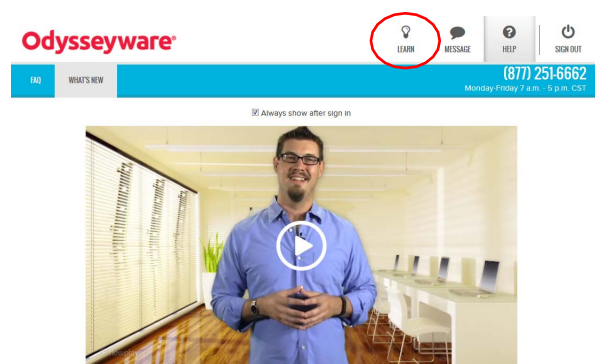 Odysseyware®
LEARN
MESSAGE
HELP
SIGN OUT
FAQ
WHAT'S NEW
(877) 251-6662
Monday-Friday 7 a.m. - 5 p.m. CST
Always show after sign in